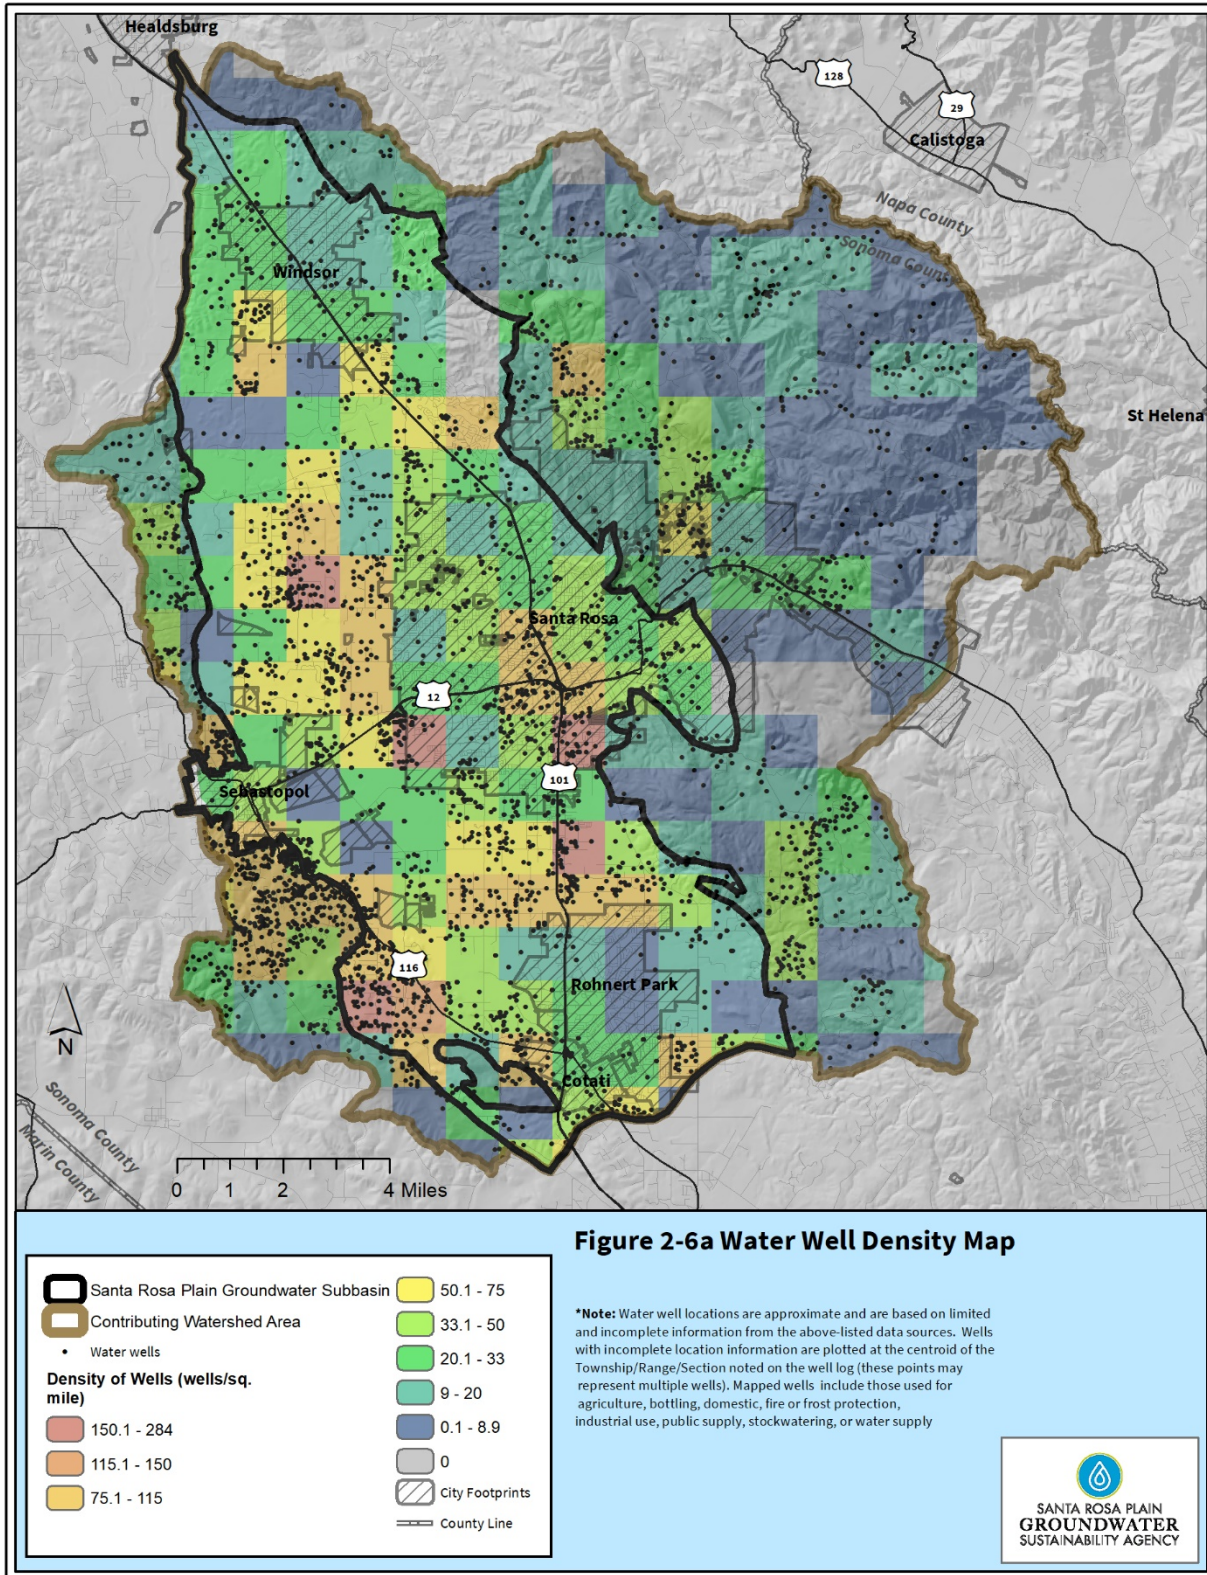 Healdsburg
128
29
Calistoga
Napa County
Sonoma County
Windsor
St Helena
Santa Rosa
12
101
Sebastopol
116
Rohnert Park
N
Cotati
Sonoma County
Marin County
0 1 2 4 Miles
Figure 2-6a Water Well Density Map
Santa Rosa Plain Groundwater Subbasin
Contributing Watershed Area
Water wells
Density of Wells (wells/sq.
mile)
150.1 - 284
115.1 - 150
75.1 - 115
50.1 - 75
33.1 - 50
20.1 - 33
9 - 20
0.1 - 8.9
0
City Footprints
County Line
*Note: Water well locations are approximate and are based on limited
and incomplete information from the above-listed data sources. Wells
with incomplete location information are plotted at the centroid of the
Township/Range/Section noted on the well log (these points may
represent multiple wells). Mapped wells include those used for
agriculture, bottling, domestic, fire or frost protection,
industrial use, public supply, stockwatering, or water supply
SANTA ROSA PLAIN
GROUNDWATER
SUSTAINABILITY AGENCY